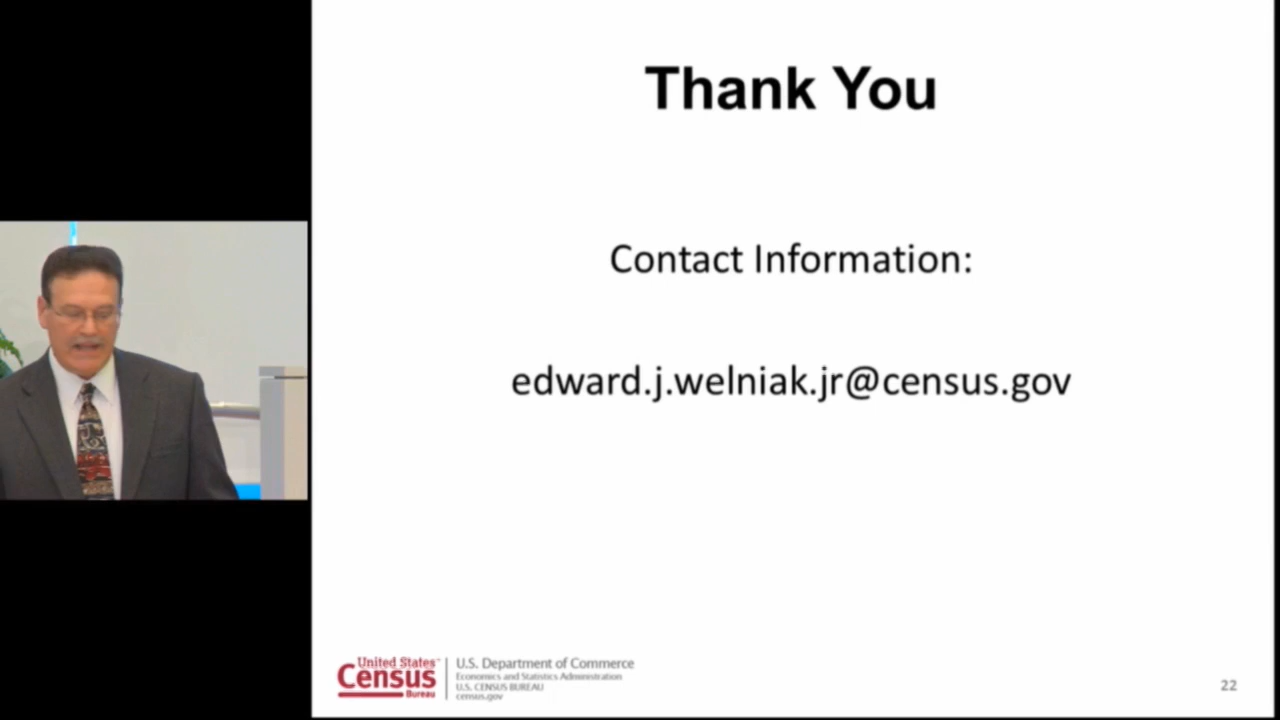 Thank You
Contact Information:
edward.j.welniak.jr@census.gov
United States™
Census
Bureau
U.S. Department of Commerce
Economics and Statistics Administration
U.S. CENSUS BUREAU
census.gov
22